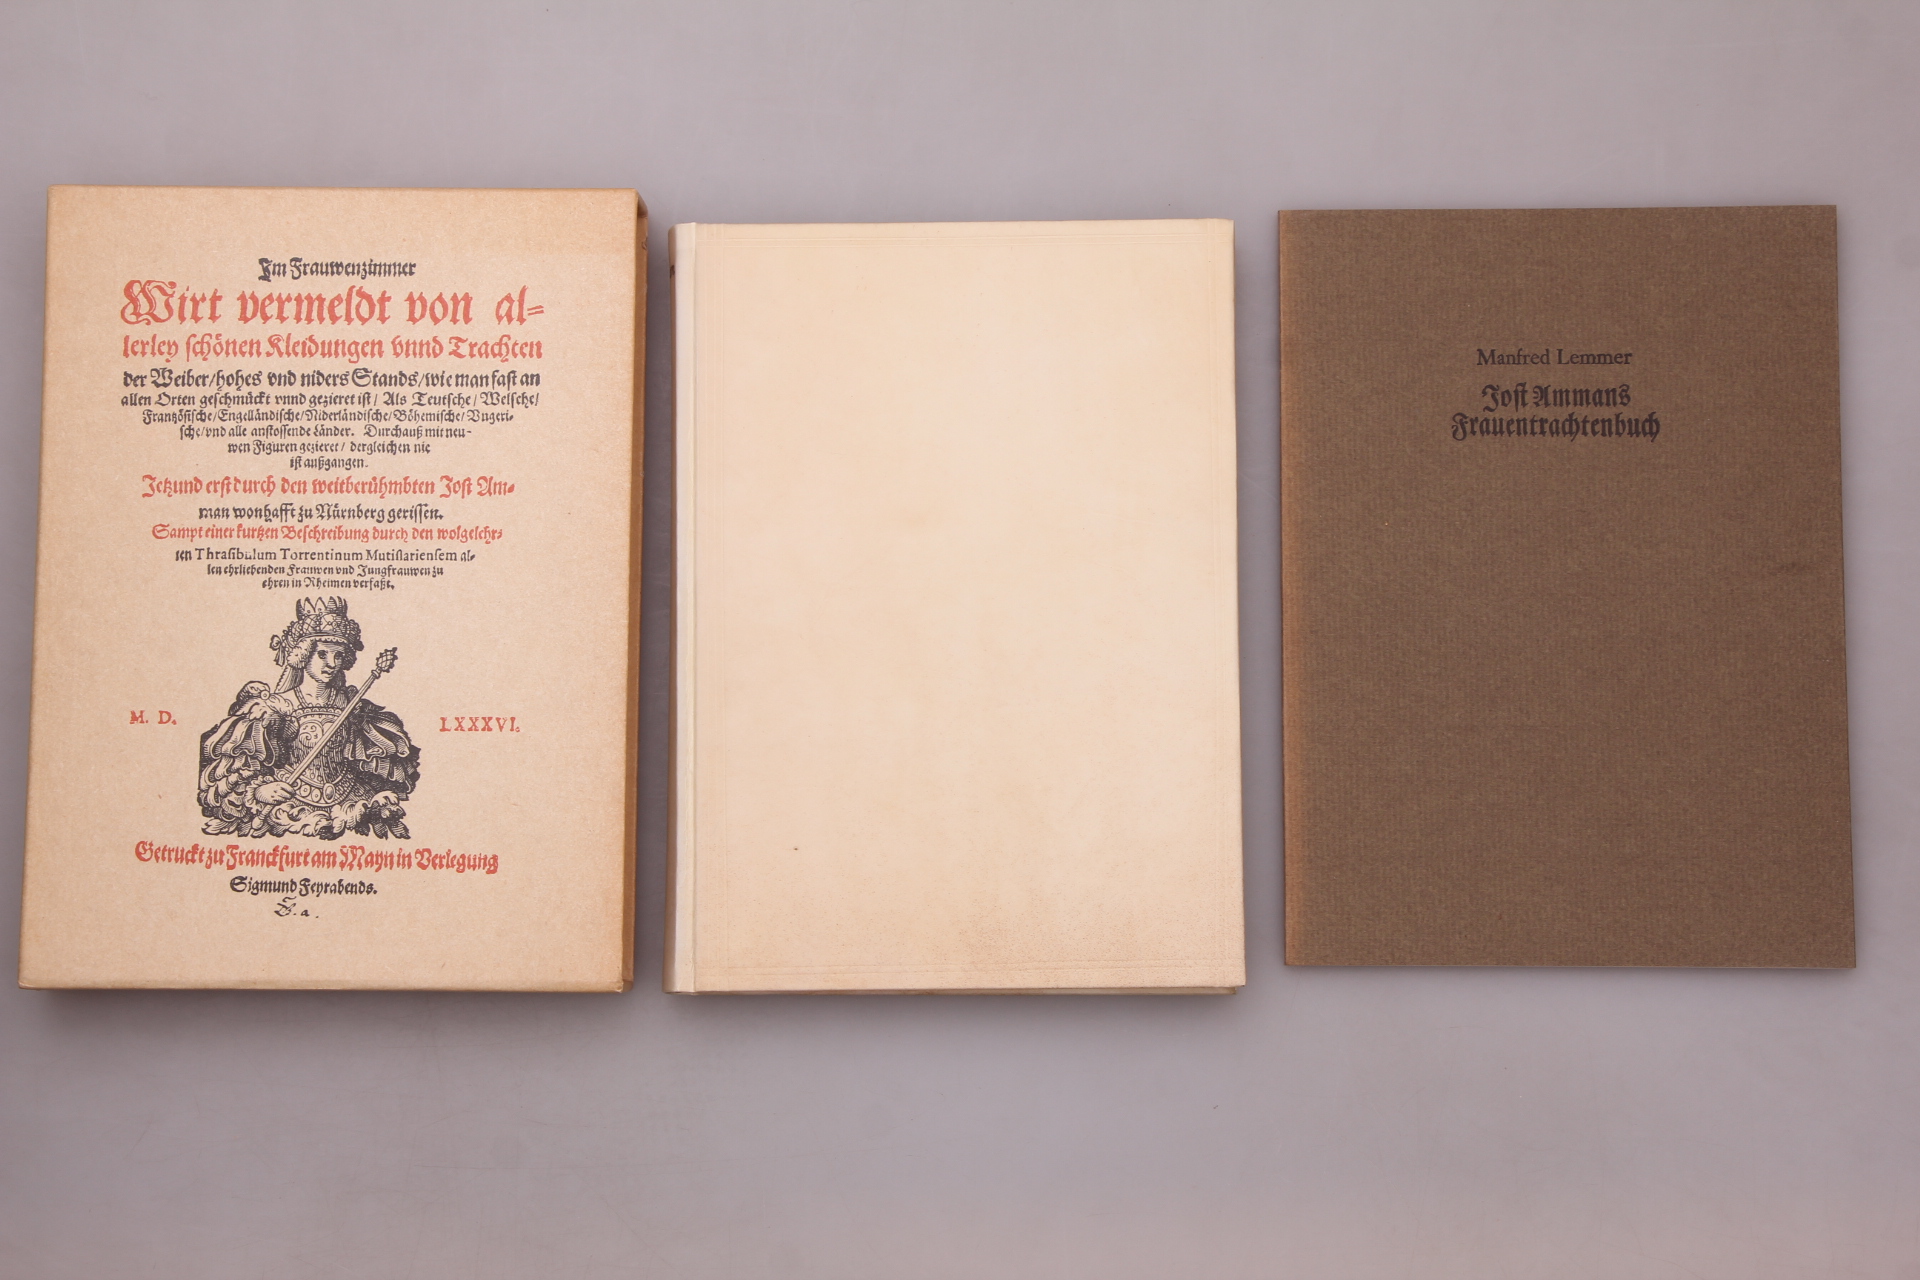 Im Frauwenzimmer
Wirt vermeldt von al=
lerley schönen Kleidungen vnnd Trachten
der Weiber/hohes vnd niders Stands/wie man fast an
allen Orten geschmückt vnnd gezieret ist/ Als Teutsche/Welsche/
Frantzösische/Engelländische/Niderländische/Böhemische/Vngeri-
sche/vnd alle anstossende Länder. Durchauß mit neu-
wen Figuren gezieret/ dergleichen nie
ist außgangen.
Jetzund erst durch den weitberühmbten Jost Am-
man wonhafft zu Nürnberg gerissen.
Sampt einer kurtzen Beschreibung durch den wolgelehr-
ten Thrasibulum Torrentinum Mutislariensem al-
len ehrliebenden Frauwen vnd Jungfrauwen zu
ehren in Rheimen verfaßt.
M. D. LXXXVI.
Getruckt zu Franckfurt am Mayn in Verlegung
Sigmund Feyrabends.
Manfred Lemmer
Jost Ammans
Frauentrachtenbuch